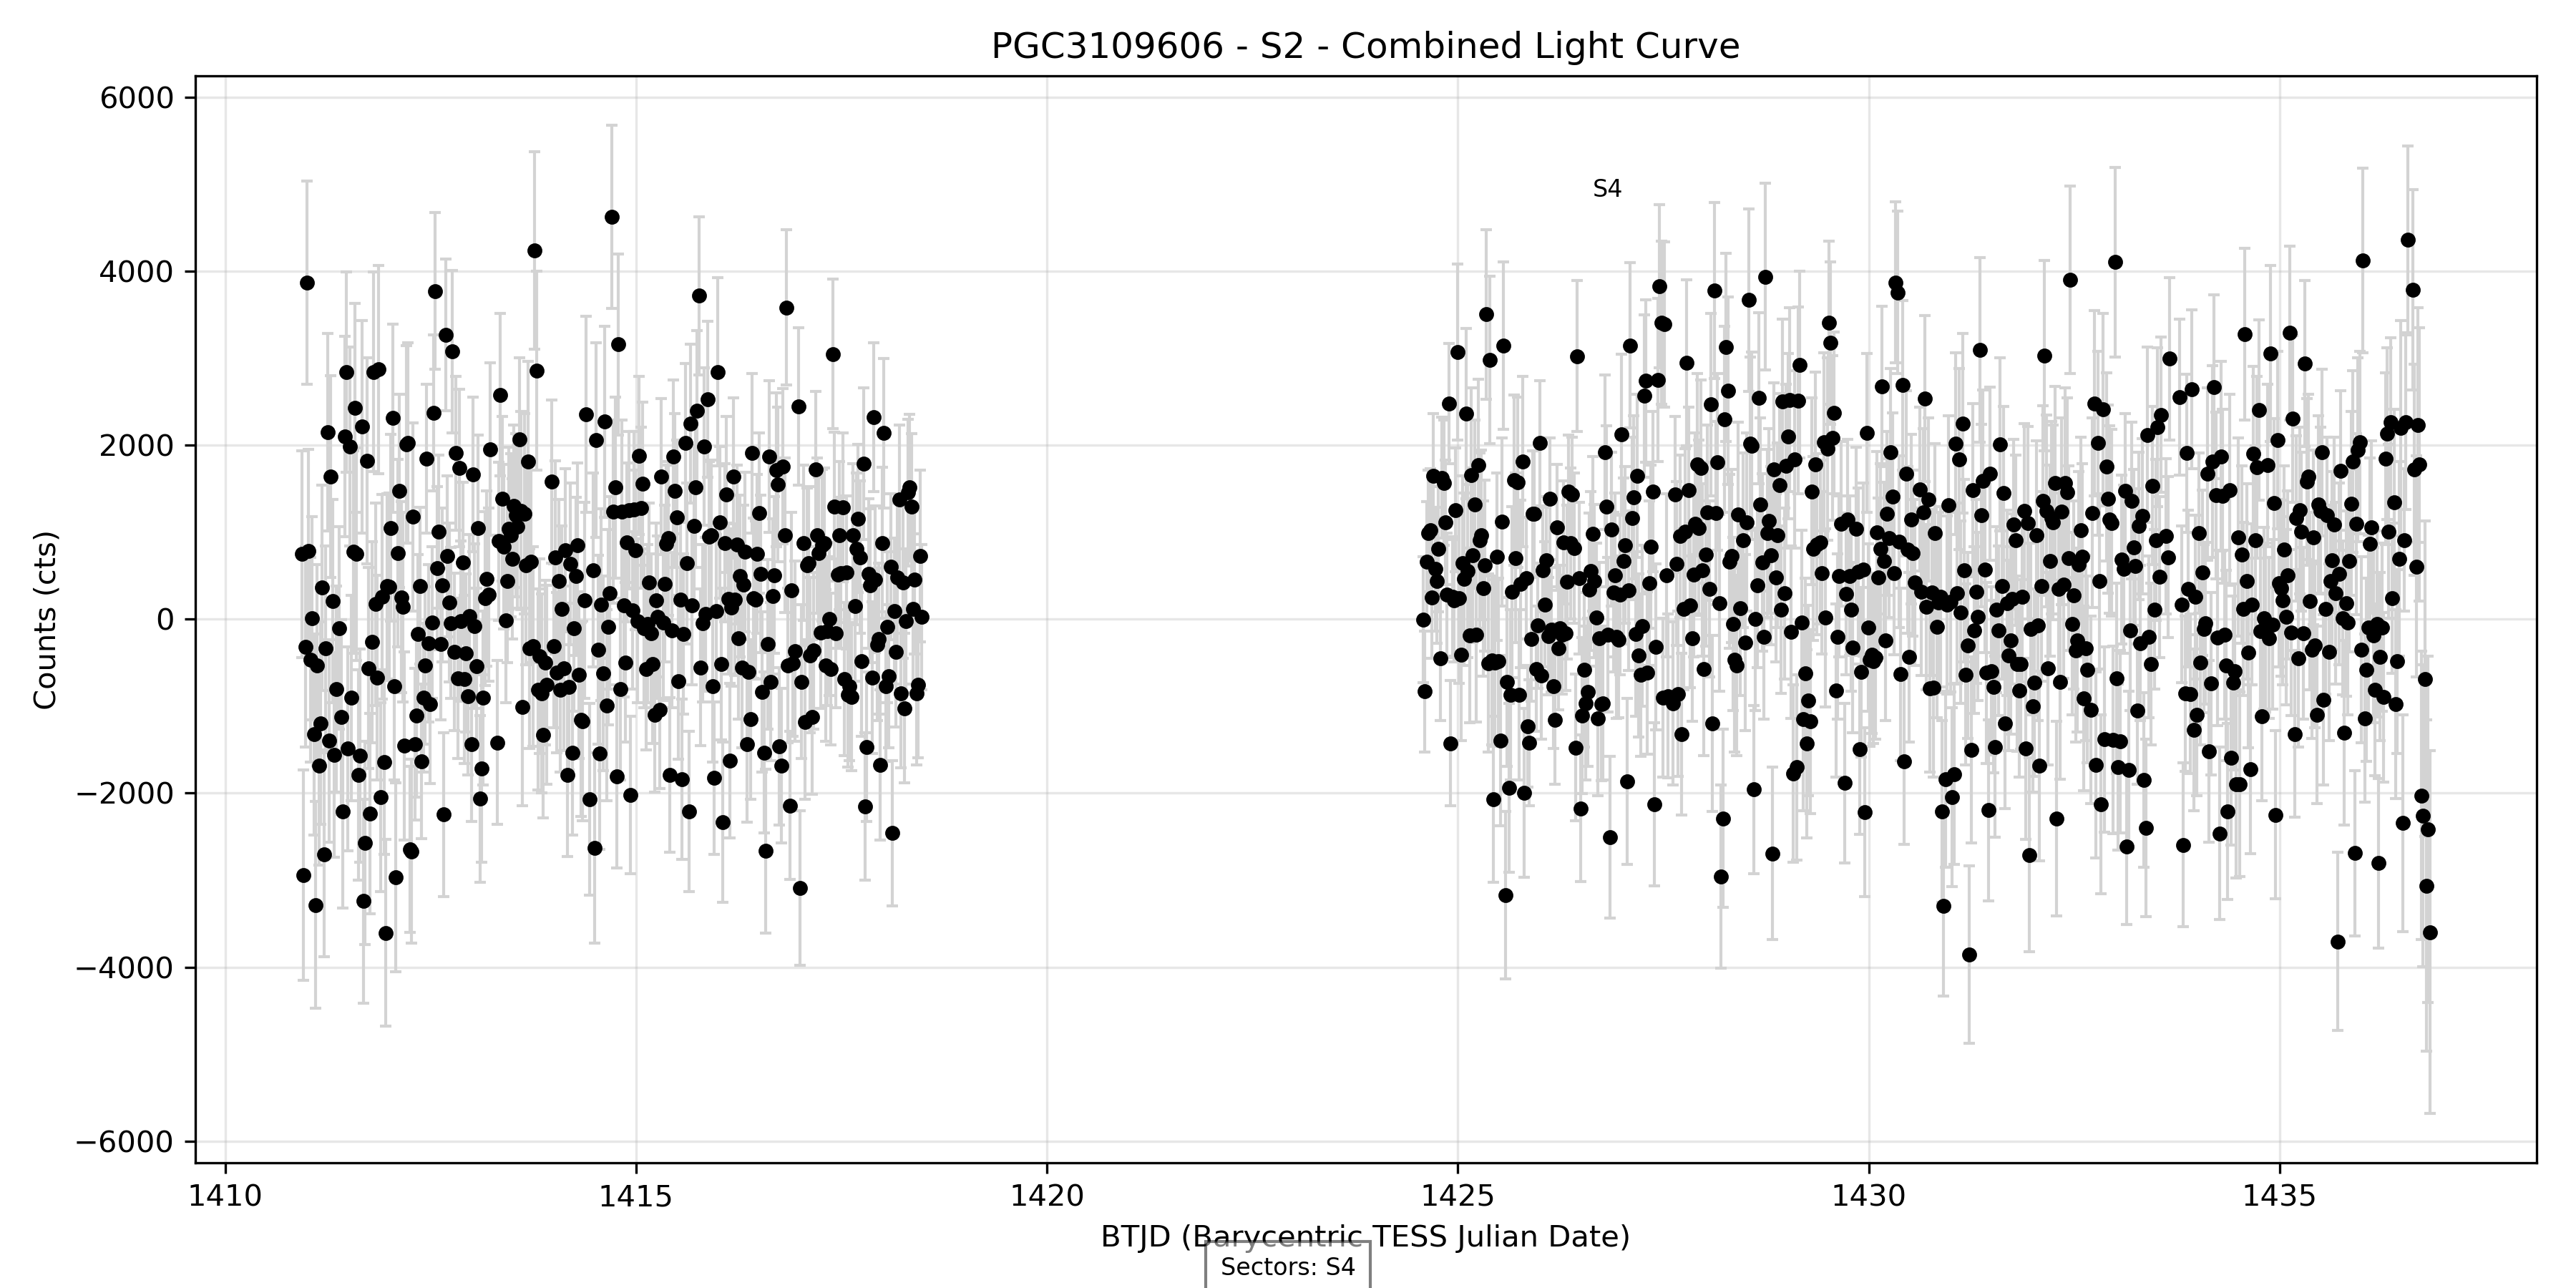 PGC3109606 - S2 - Combined Light Curve
6000
4000
2000
0
−2000
−4000
−6000
Counts (cts)
S4
1410
1415
1420
1425
1430
1435
BTJD (Barycentric TESS Julian Date)
Sectors: S4